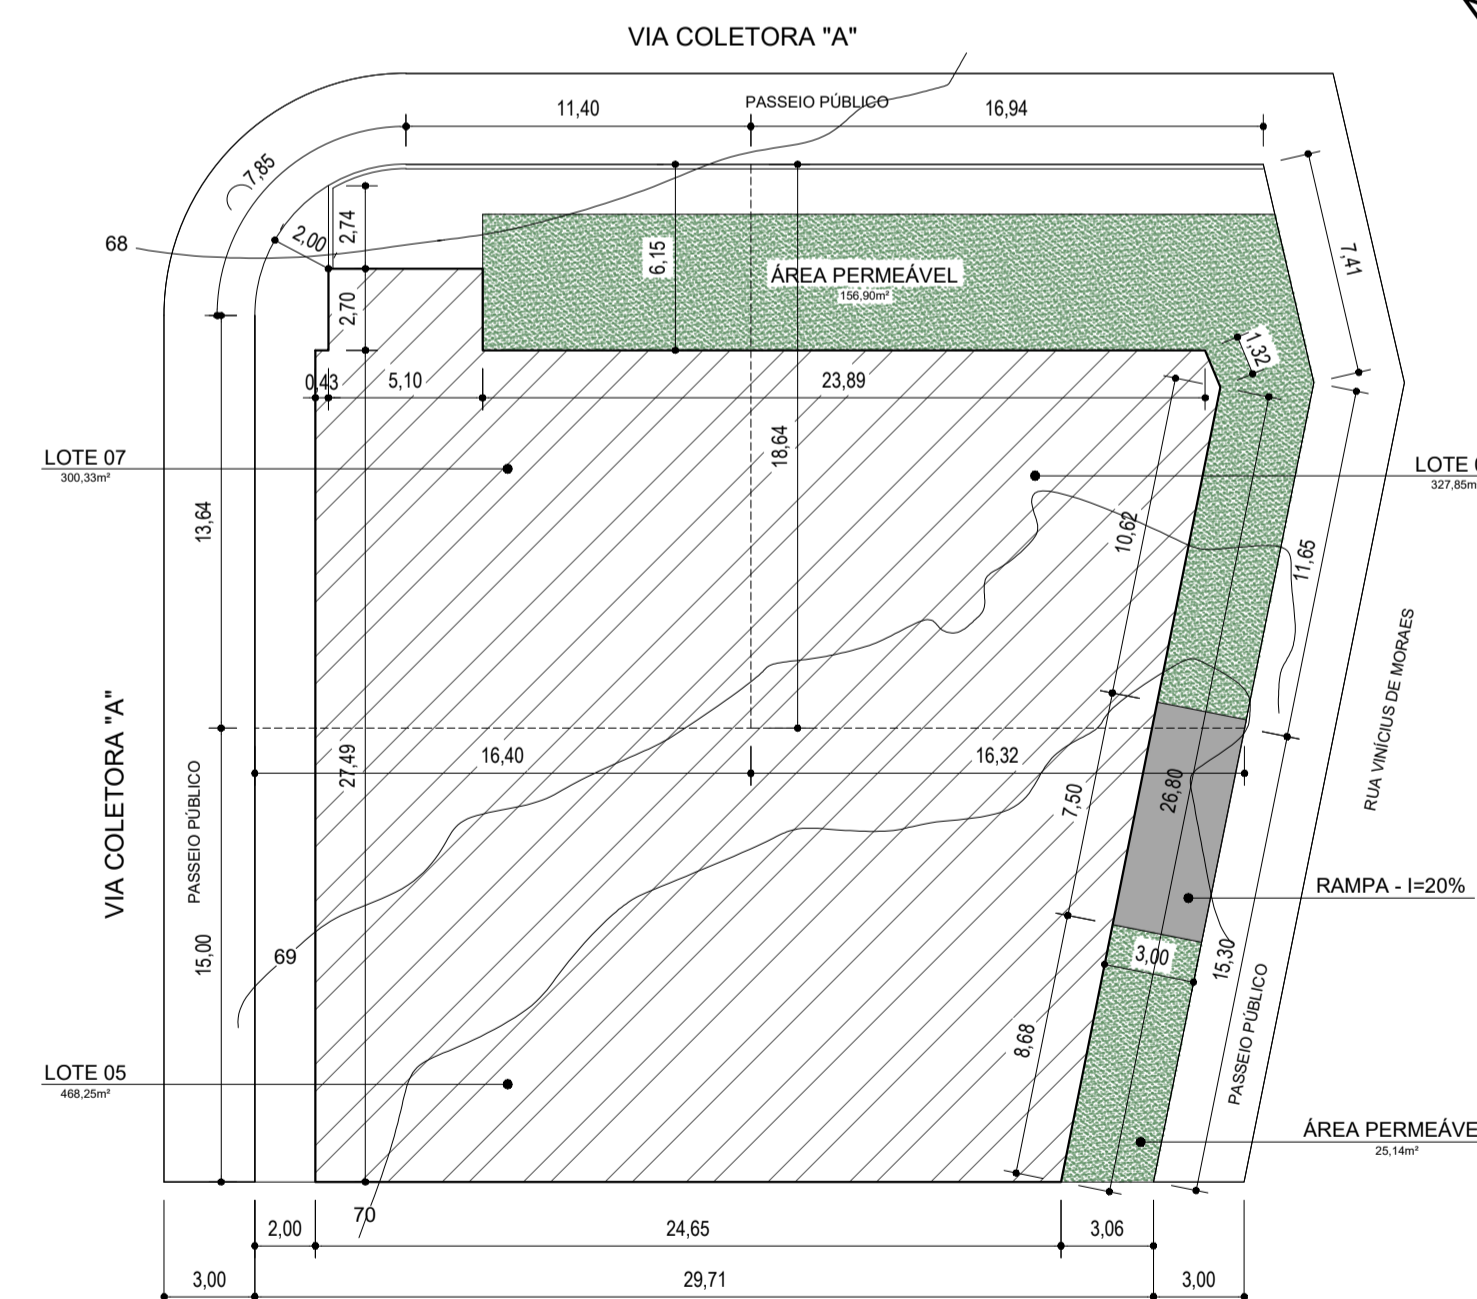 VIA COLETORA "A"
PASSEIO PÚBLICO
11,40
16,94
7,85
2,00
2,74
68
6,15
ÁREA PERMEÁVEL
156,90m²
7,41
2,70
1,32
0,43
5,10
23,89
18,64
LOTE 07
300,33m²
LOTE
327,85m
13,64
10,62
11,65
RUA VINÍCIUS DE MORAES
VIA COLETORA "A"
PASSEIO PÚBLICO
27,49
16,40
16,32
7,50
26,80
RAMPA - I=20%
15,00
69
3,00
15,30
PASSEIO PÚBLICO
8,68
LOTE 05
468,25m²
ÁREA PERMEÁVE
25,14m²
70
2,00
24,65
3,06
3,00
29,71
3,00